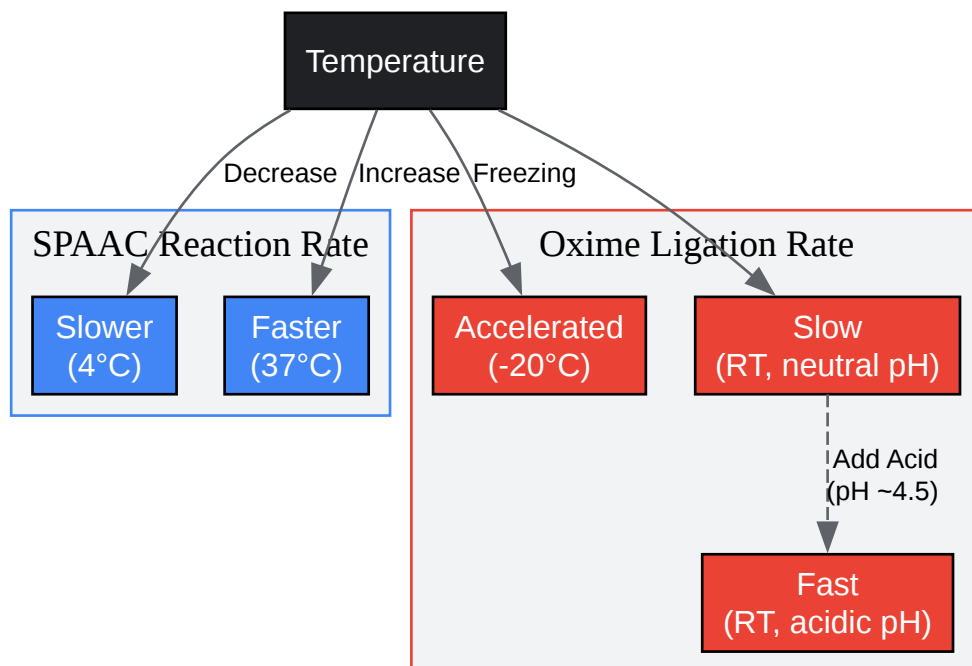 Temperature
Decrease
Increase
Freezing
SPAAC Reaction Rate
Oxime Ligation Rate
Slower
(4°C)
Faster
(37°C)
Accelerated
(-20°C)
Slow
(RT, neutral pH)
Add Acid
(pH ~4.5)
Fast
(RT, acidic pH)